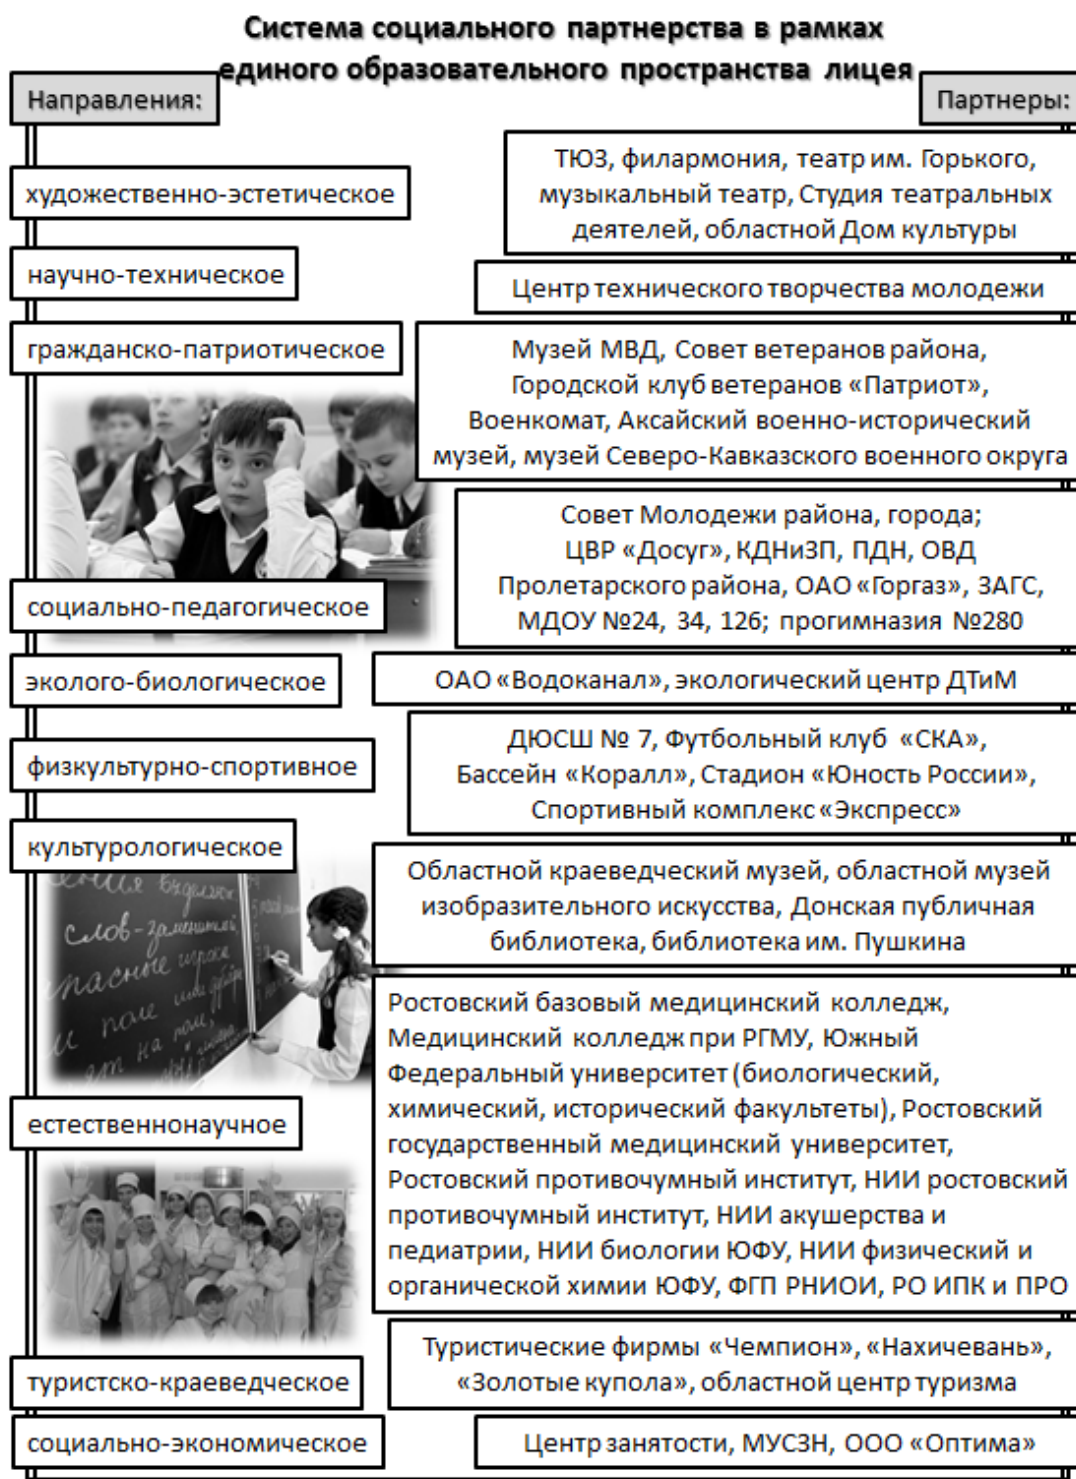 Система социального партнерства в рамках
единого образовательного пространства лицея
Направления:
Партнеры:
художественно-эстетическое
ТЮЗ, филармония, театр им. Горького,
музыкальный театр, Студия театральных
деятелей, областной Дом культуры
научно-техническое
Центр технического творчества молодежи
гражданско-патриотическое
Музей МВД, Совет ветеранов района,
Городской клуб ветеранов «Патриот»,
Военкомат, Аксайский военно-исторический
музей, музей Северо-Кавказского военного округа
социально-педагогическое
Совет Молодежи района, города;
ЦВР «Досуг», КДНиЗП, ПДН, ОВД
Пролетарского района, ОАО «Горгаз», ЗАГС,
МДОУ №24, 34, 126; прогимназия №280
эколого-биологическое
ОАО «Водоканал», экологический центр ДТиМ
физкультурно-спортивное
ДЮСШ № 7, Футбольный клуб «СКА»,
Бассейн «Коралл», Стадион «Юность России»,
Спортивный комплекс «Экспресс»
культурологическое
Областной краеведческий музей, областной музей
изобразительного искусства, Донская публичная
библиотека, библиотека им. Пушкина
слов-заменителей
опасные игроки
и поле или
на поле,
естественнонаучное
Ростовский базовый медицинский колледж,
Медицинский колледж при РГМУ, Южный
Федеральный университет (биологический,
химический, исторический факультеты), Ростовский
государственный медицинский университет,
Ростовский противочумный институт, НИИ ростовский
противочумный институт, НИИ акушерства и
педиатрии, НИИ биологии ЮФУ, НИИ физический и
органической химии ЮФУ, ФГП РНИОИ, РО ИПК и ПРО
туристско-краеведческое
Туристические фирмы «Чемпион», «Нахичевань»,
«Золотые купола», областной центр туризма
социально-экономическое
Центр занятости, МУСЗН, ООО «Оптима»